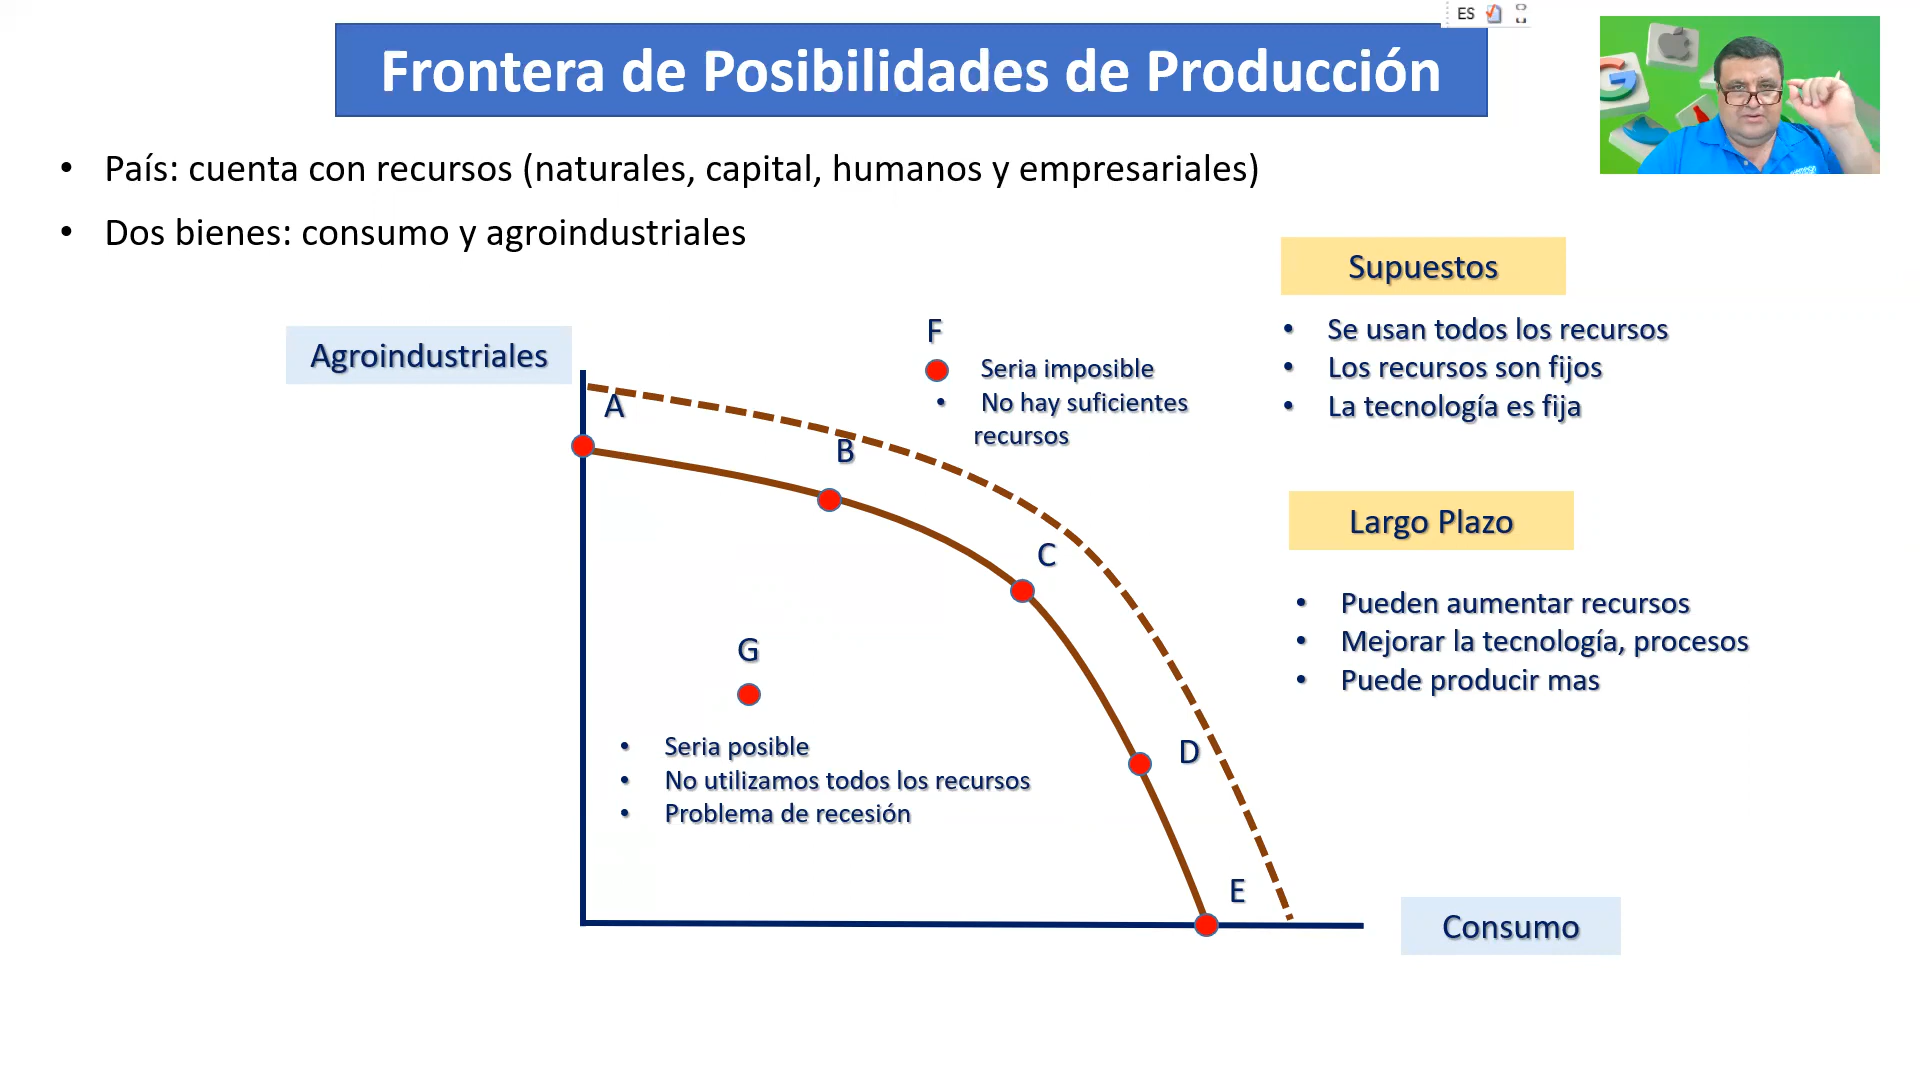 ES
Frontera de Posibilidades de Producción
• País: cuenta con recursos (naturales, capital, humanos y empresariales)
• Dos bienes: consumo y agroindustriales
Supuestos
• Se usan todos los recursos
• Los recursos son fijos
• La tecnología es fija
Agroindustriales
F
Seria imposible
• No hay suficientes
recursos
A
B
C
Largo Plazo
• Pueden aumentar recursos
• Mejorar la tecnología, procesos
• Puede producir mas
G
• Seria posible
• No utilizamos todos los recursos
• Problema de recesión
D
E
Consumo